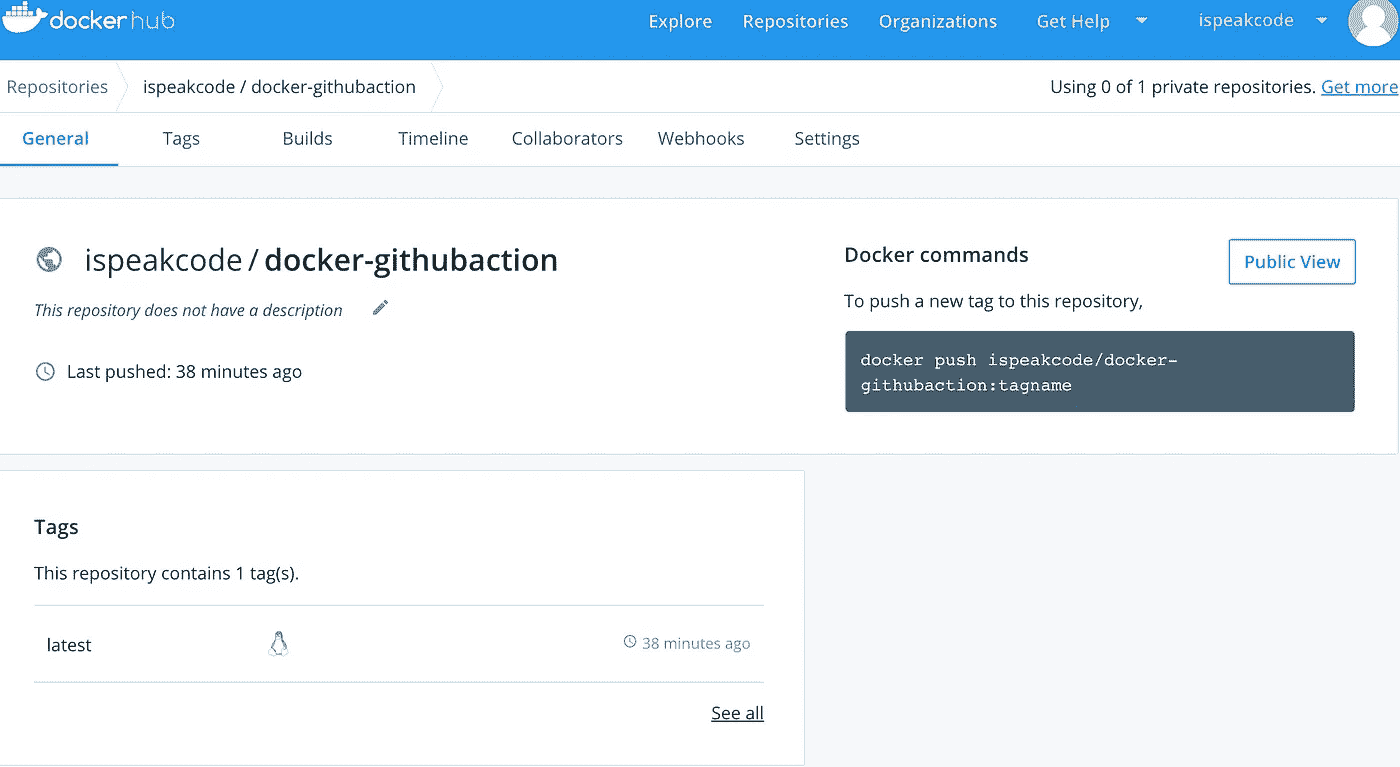 dockerhub
Explore Repositories Organizations Get Help ispeakcode
Repositories ispeakcode / docker-githubaction Using 0 of 1 private repositories. Get more
General Tags Builds Timeline Collaborators Webhooks Settings
ispeakcode / docker-githubaction
This repository does not have a description
Last pushed: 38 minutes ago
Docker commands
Public View
To push a new tag to this repository,
docker push ispeakcode/docker-
githubaction:tagname
Tags
This repository contains 1 tag(s).
latest 38 minutes ago
See all